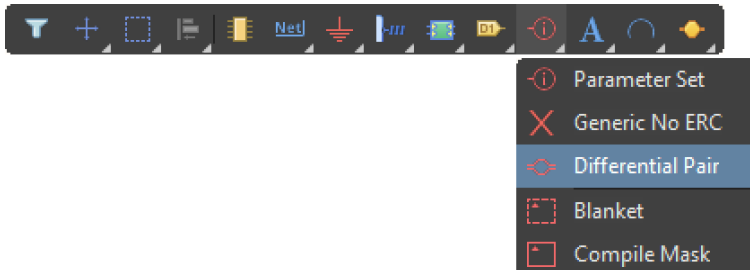 Net D1 A
Parameter Set
Generic No ERC
Differential Pair
Blanket
Compile Mask